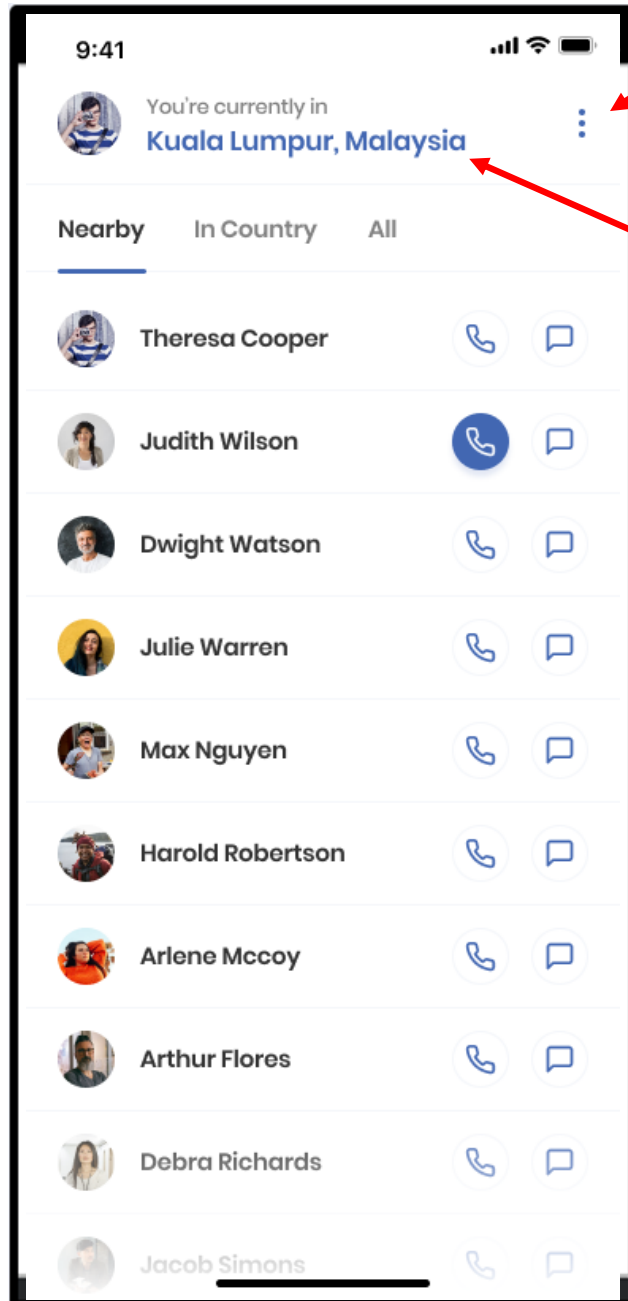 9:41
You're currently in
Kuala Lumpur, Malaysia
Nearby In Country All
Theresa Cooper
Judith Wilson
Dwight Watson
Julie Warren
Max Nguyen
Harold Robertson
Arlene Mccoy
Arthur Flores
Debra Richards
Jacob Simons